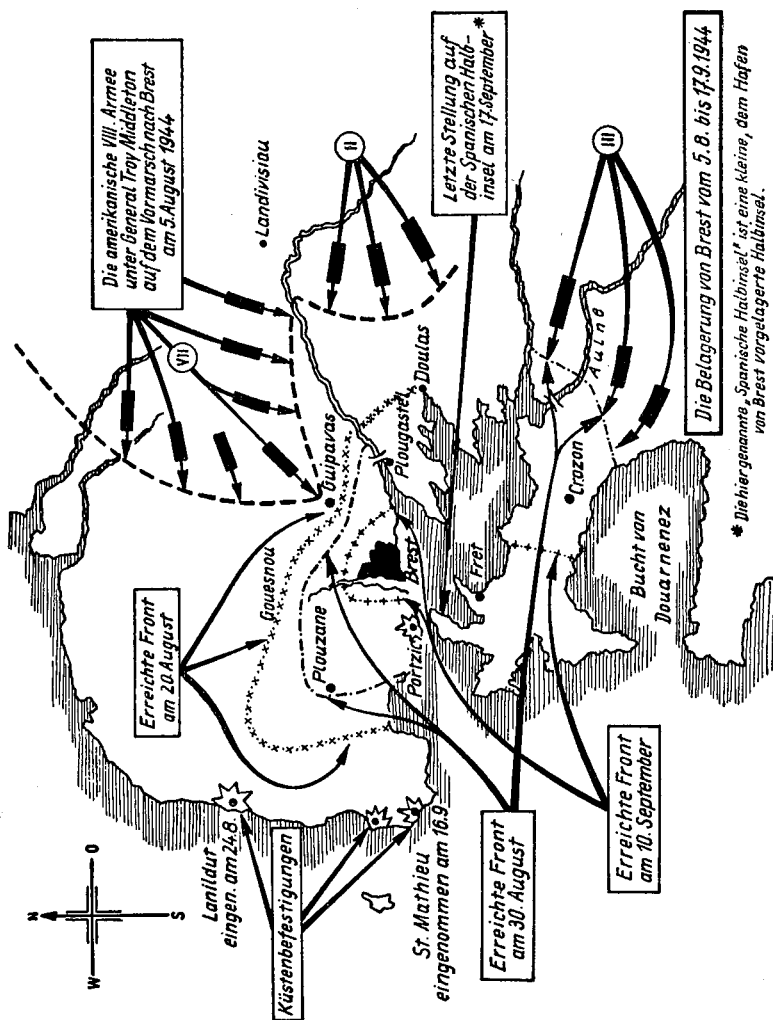 Die amerikanische VIII. Armee
unter General Troy Middleton
auf dem Vormarsch nach Brest
am 5. August 1944
N
W
O
S
Landivisiau
VII
II
Erreichte Front
am 20. August
Lanildut
eingen. am 24.8.
Küstenbefestigungen
St. Mathieu
eingenommen am 16.9
Gouesnou
Guipavas
Plouzane
Portzic
Brest
Plougastel
Doulas
Letzte Stellung auf
der Spanischen Halb-
insel am 17. September*
Fret
Crozon
Aulne
III
Bucht von
Douarnenez
Erreichte Front
am 30. August
Erreichte Front
am 10. September
Die Belagerung von Brest vom 5.8. bis 17.9.1944
* Die hier genannte „Spanische Halbinsel" ist eine kleine, dem Hafen
von Brest vorgelagerte Halbinsel.